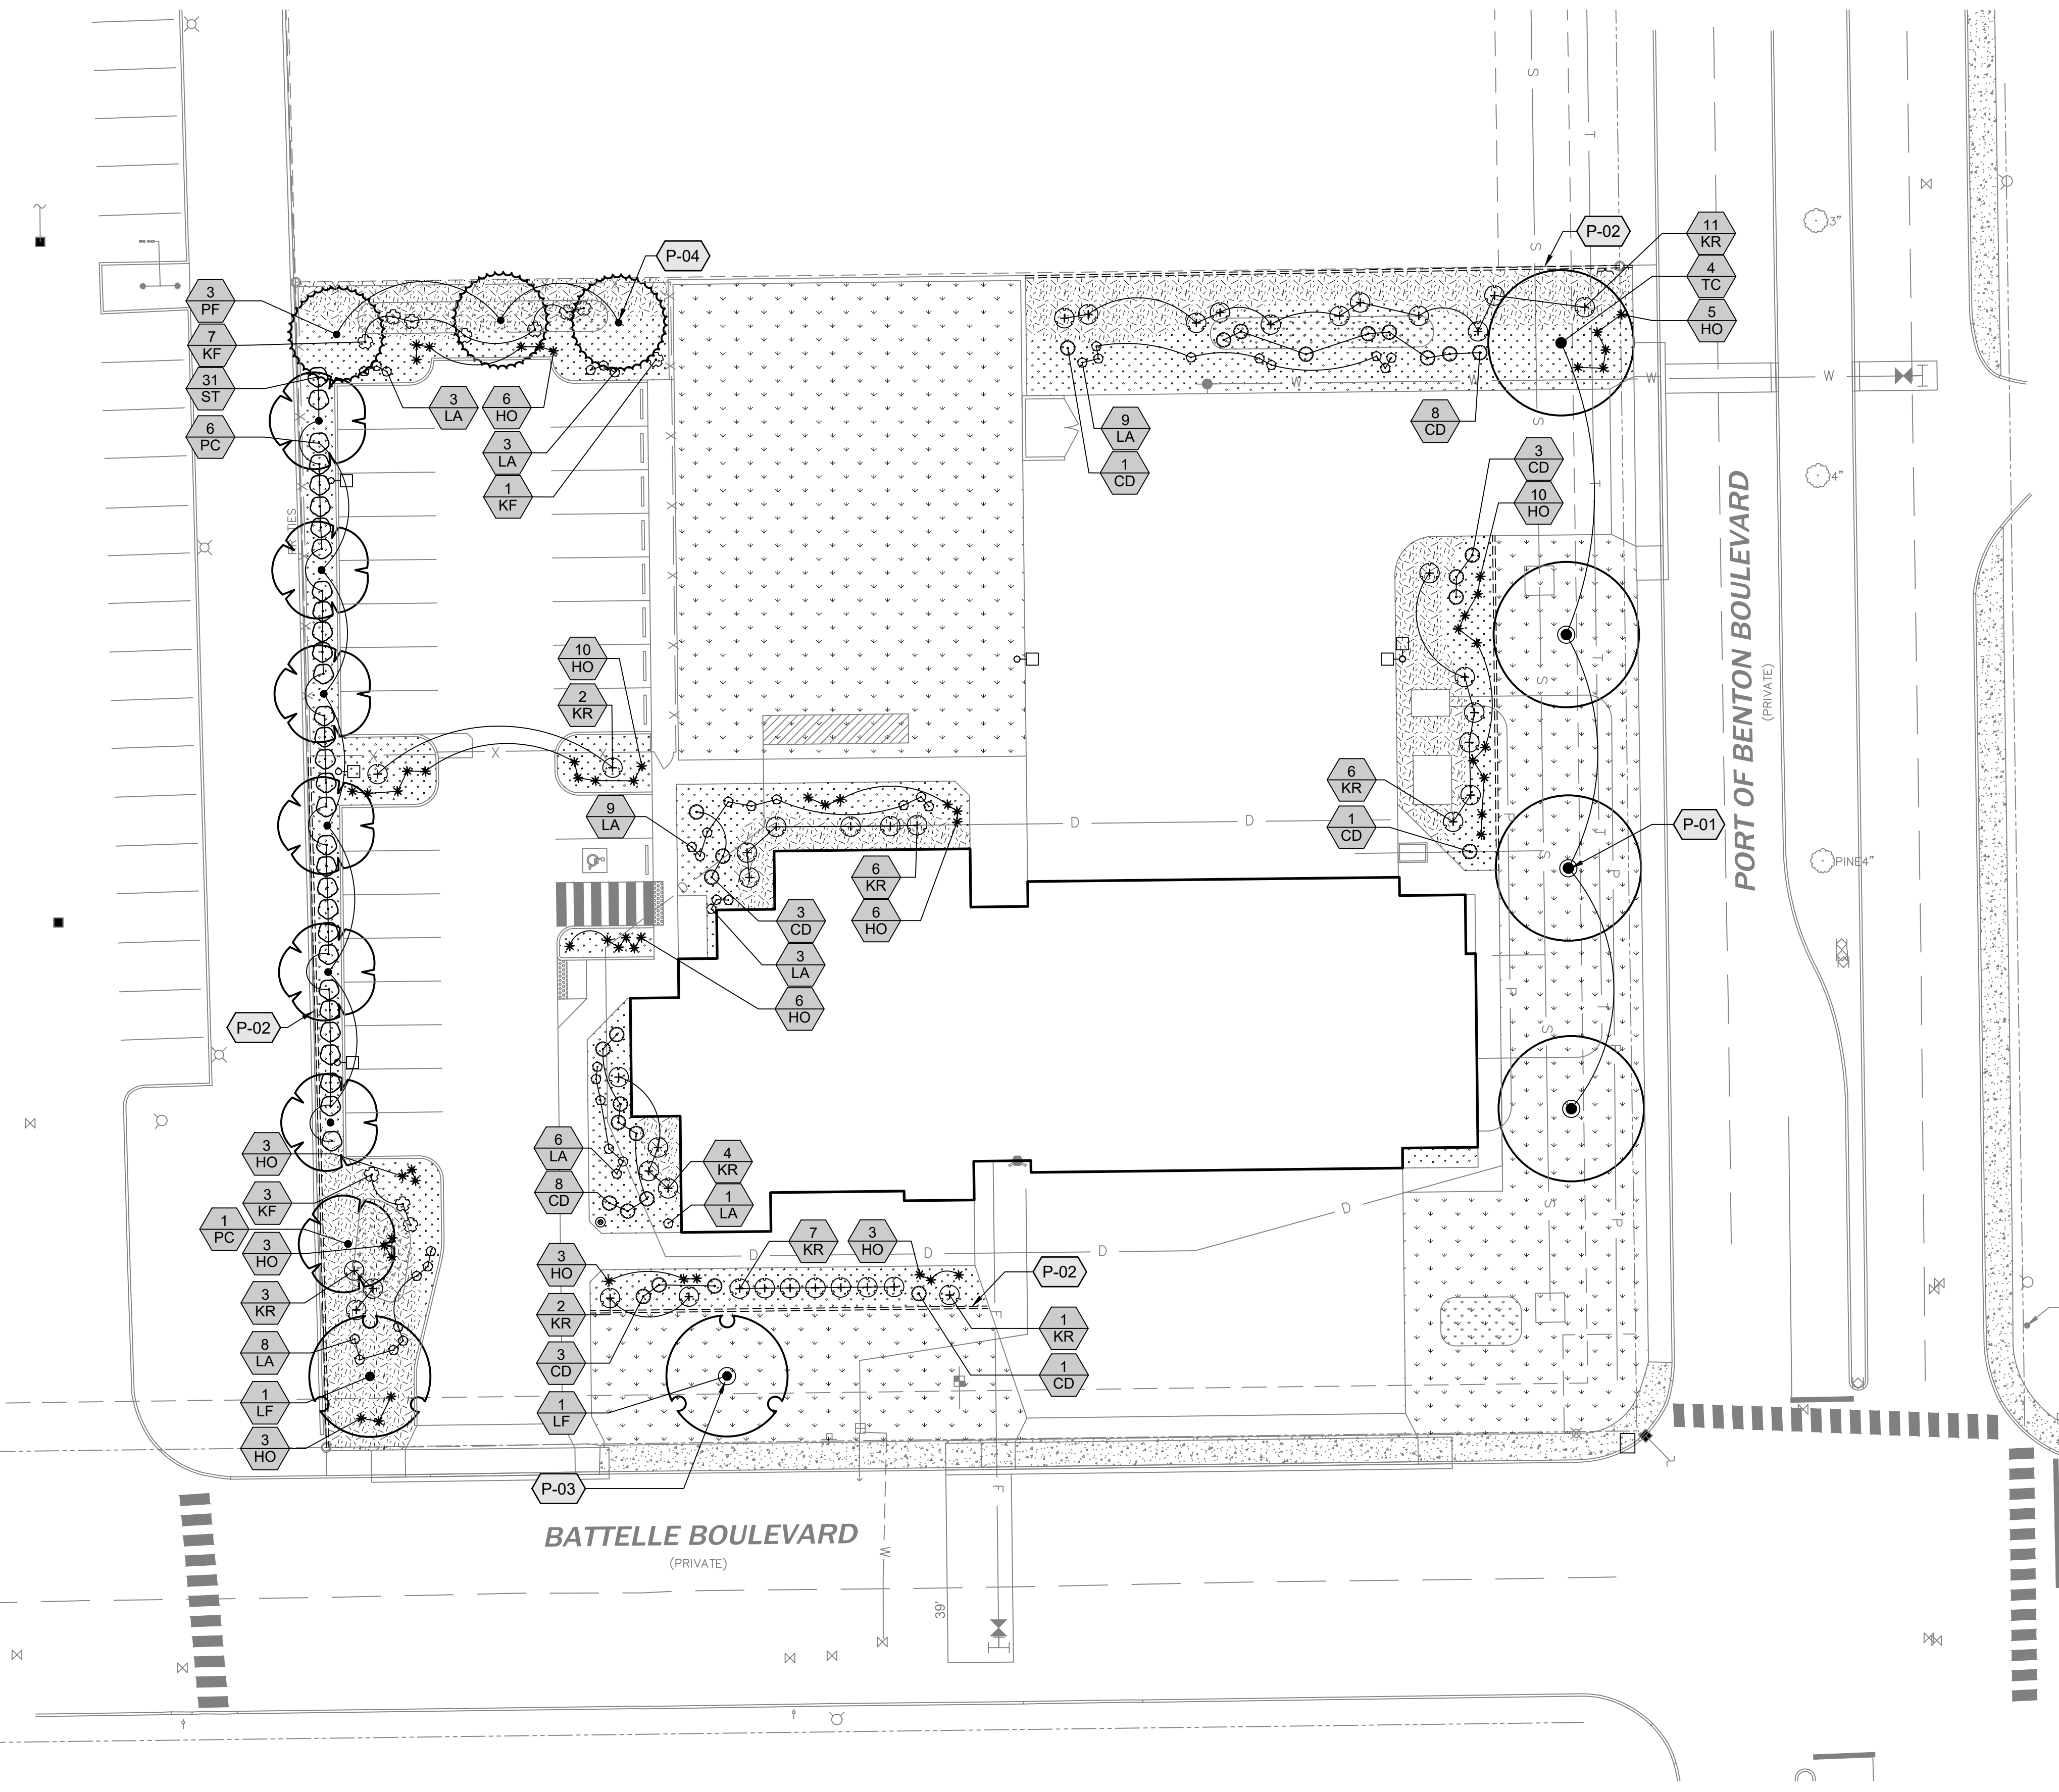 P-02
11
KR
4
TC
5
HO
3"
P-04
3
PF
7
KF
31
ST
6
PC
3
LA
6
HO
3
LA
1
KF
9
LA
1
CD
8
CD
3
CD
10
HO
4"
W
W
W
W
S
S
S
T
T
X
X
X
10
HO
2
KR
9
LA
6
KR
1
CD
P-01
PORT OF BENTON BOULEVARD
(PRIVATE)
PINE4"
D
D
6
KR
6
HO
3
CD
3
LA
6
HO
P-02
3
HO
3
KF
1
PC
3
HO
3
KR
8
LA
1
LF
3
HO
6
LA
8
CD
4
KR
1
LA
D
D
D
D
7
KR
3
HO
P-02
3
HO
2
KR
3
CD
1
LF
1
KR
1
CD
P-03
F
F
W
BATTELLE BOULEVARD
(PRIVATE)
39'